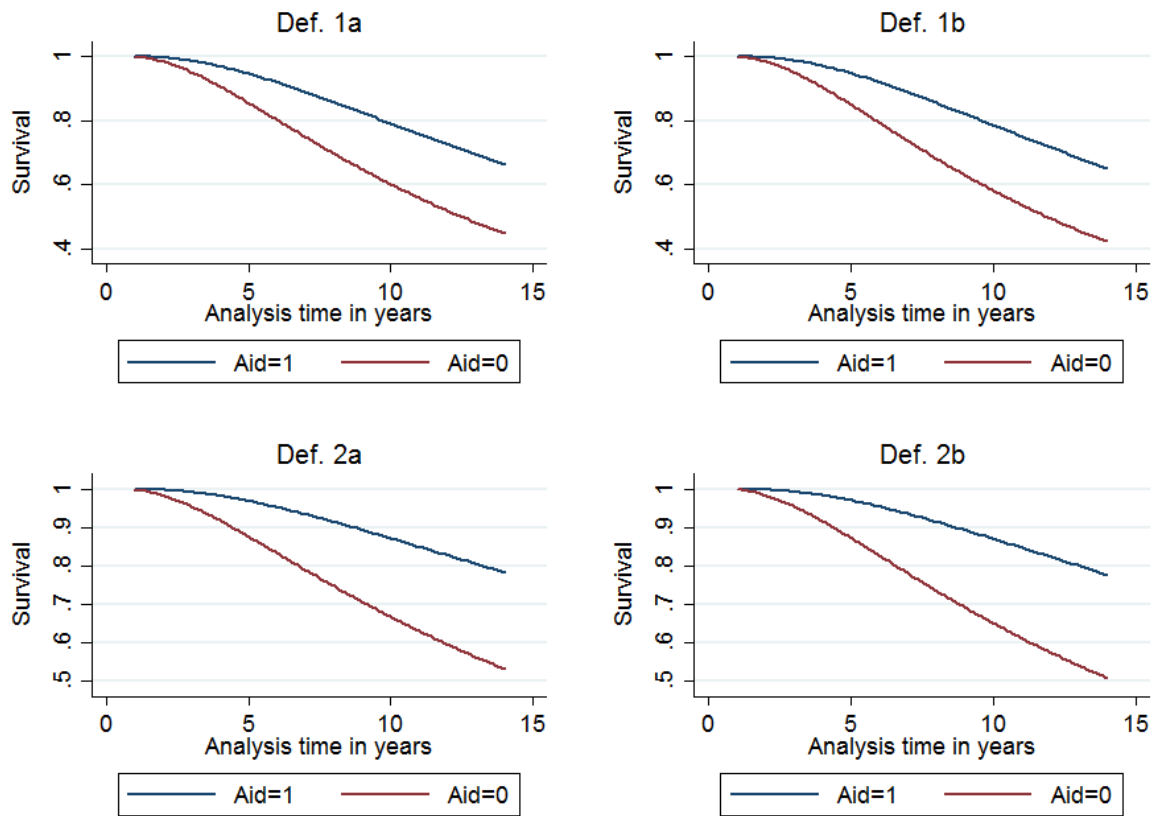 Def. 1a
Survival
1
.8
.6
.4
0 5 10 15
Analysis time in years
Aid=1 Aid=0
Def. 1b
Survival
1
.8
.6
.4
0 5 10 15
Analysis time in years
Aid=1 Aid=0
Def. 2a
Survival
1
.9
.8
.7
.6
.5
0 5 10 15
Analysis time in years
Aid=1 Aid=0
Def. 2b
Survival
1
.9
.8
.7
.6
.5
0 5 10 15
Analysis time in years
Aid=1 Aid=0